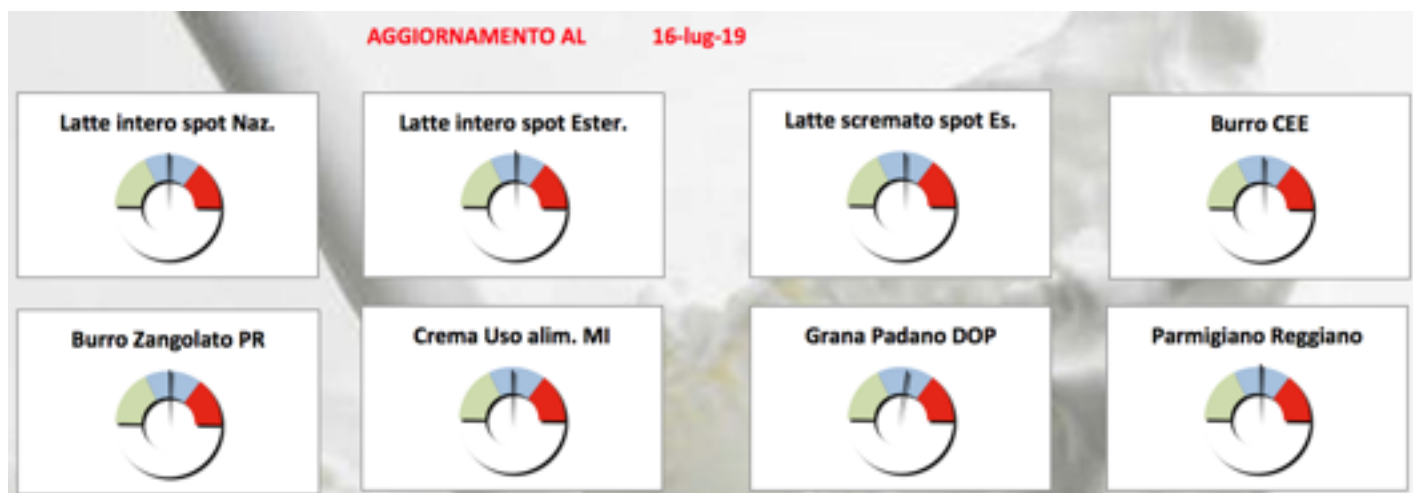 AGGIORNAMENTO AL 16-lug-19
Latte intero spot Naz.
Latte intero spot Ester.
Latte scremato spot Es.
Burro CEE
Burro Zangolato PR
Crema Uso alim. MI
Grana Padano DOP
Parmigiano Reggiano